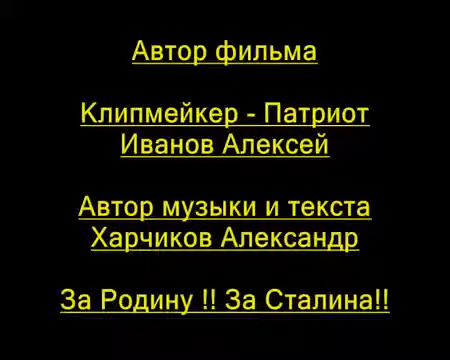 Автор фильма
Клипмейкер - Патриот
Иванов Алексей
Автор музыки и текста
Харчиков Александр
За Родину !! За Сталина!!